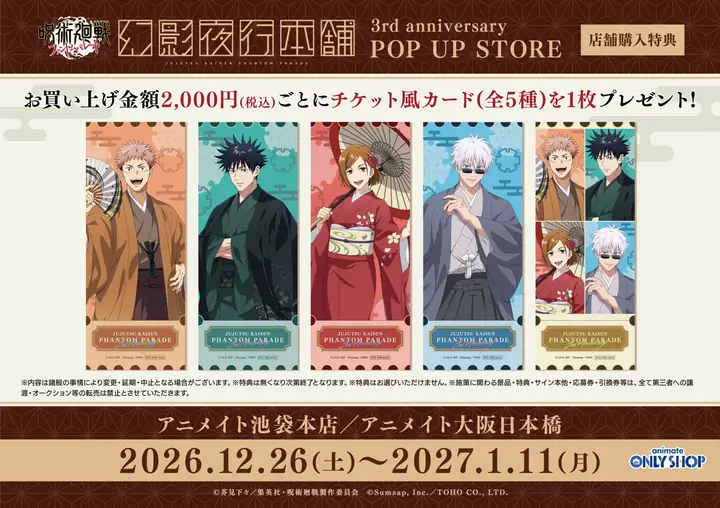 呪術廻戦
ファントムパレード
幻影夜行本舗
JUJUTSU KAISEN PHANTOM PARADE
3rd anniversary
POP UP STORE
店舗購入特典
お買い上げ金額2,000円(税込)ごとにチケット風カード(全5種)を1枚プレゼント!
JUJUTSU KAISEN
PHANTOM PARADE
JUJUTSU KAISEN
PHANTOM PARADE
JUJUTSU KAISEN
PHANTOM PARADE
JUJUTSU KAISEN
PHANTOM PARADE
JUJUTSU KAISEN
PHANTOM PARADE
※内容は諸般の事情により変更・延期・中止となる場合がございます。※特典は無くなり次第終了となります。※特典はお選びいただけません。※施策に関わる景品・特典・サイン本他・応募券・引換券等は、全て第三者への譲
渡・オークション等の転売は禁止とさせていただきます。
アニメイト池袋本店/アニメイト大阪日本橋
2026.12.26(土)～2027.1.11(月)
animate
ONLY SHOP
©芥見下々/集英社・呪術廻戦製作委員会 ©Sumzap, Inc./TOHO CO., LTD.